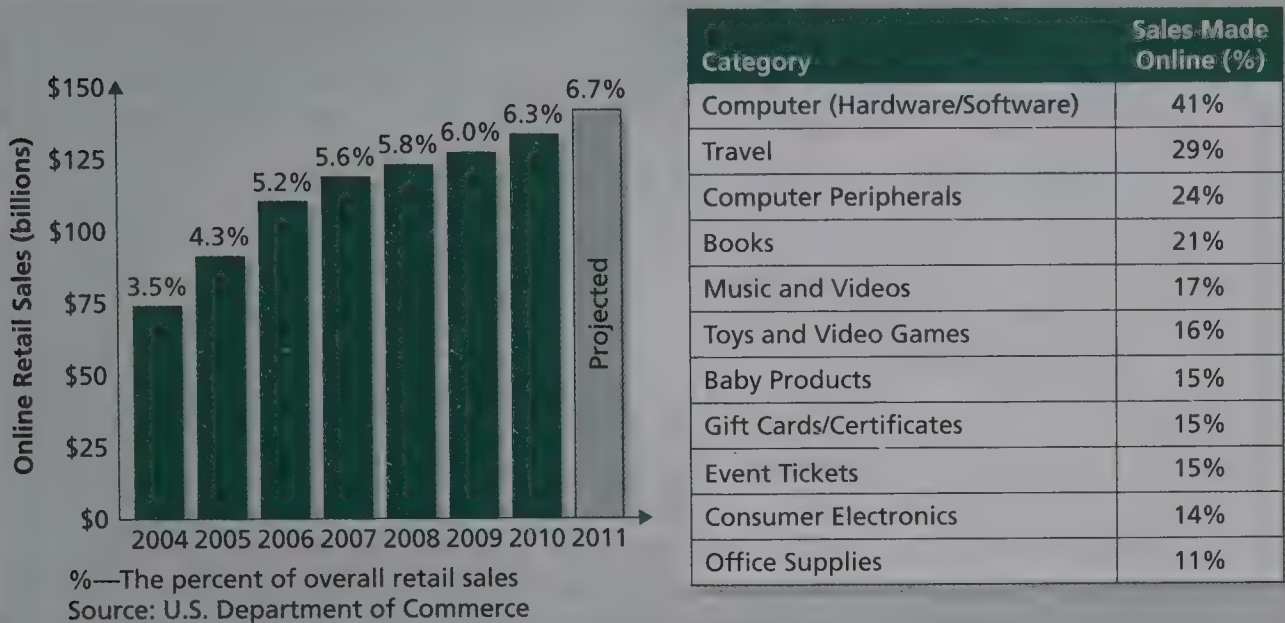 Online Retail Sales (billions)
$150
$125
$100
$75
$50
$25
$0
3.5%
4.3%
5.2%
5.6%
5.8%
6.0%
6.3%
6.7%
Projected
2004 2005 2006 2007 2008 2009 2010 2011
%—The percent of overall retail sales
Source: U.S. Department of Commerce
Category Sales Made Online (%)
Computer (Hardware/Software) 41%
Travel 29%
Computer Peripherals 24%
Books 21%
Music and Videos 17%
Toys and Video Games 16%
Baby Products 15%
Gift Cards/Certificates 15%
Event Tickets 15%
Consumer Electronics 14%
Office Supplies 11%